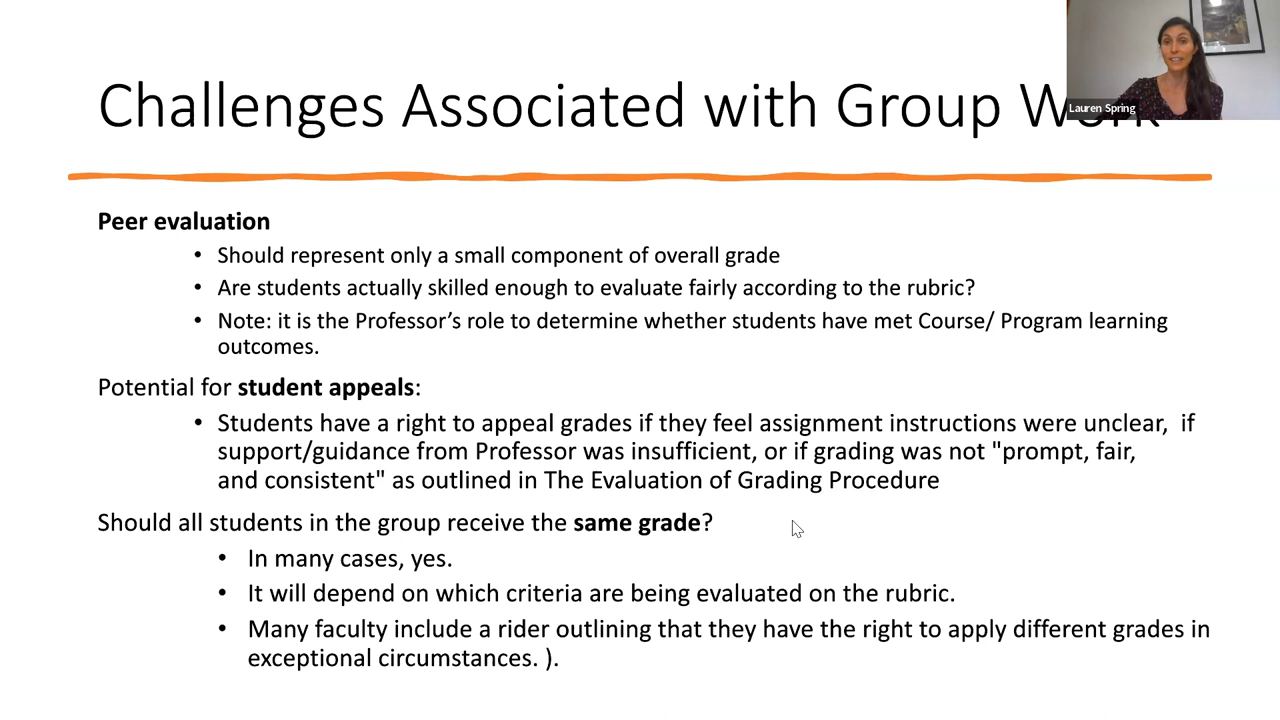 Challenges Associated with Group Work
Lauren Spring
Peer evaluation
• Should represent only a small component of overall grade
• Are students actually skilled enough to evaluate fairly according to the rubric?
• Note: it is the Professor’s role to determine whether students have met Course/ Program learning
outcomes.
Potential for student appeals:
• Students have a right to appeal grades if they feel assignment instructions were unclear,  if
support/guidance from Professor was insufficient, or if grading was not "prompt, fair,
and consistent" as outlined in The Evaluation of Grading Procedure
Should all students in the group receive the same grade?
• In many cases, yes.
• It will depend on which criteria are being evaluated on the rubric.
• Many faculty include a rider outlining that they have the right to apply different grades in
exceptional circumstances. ).